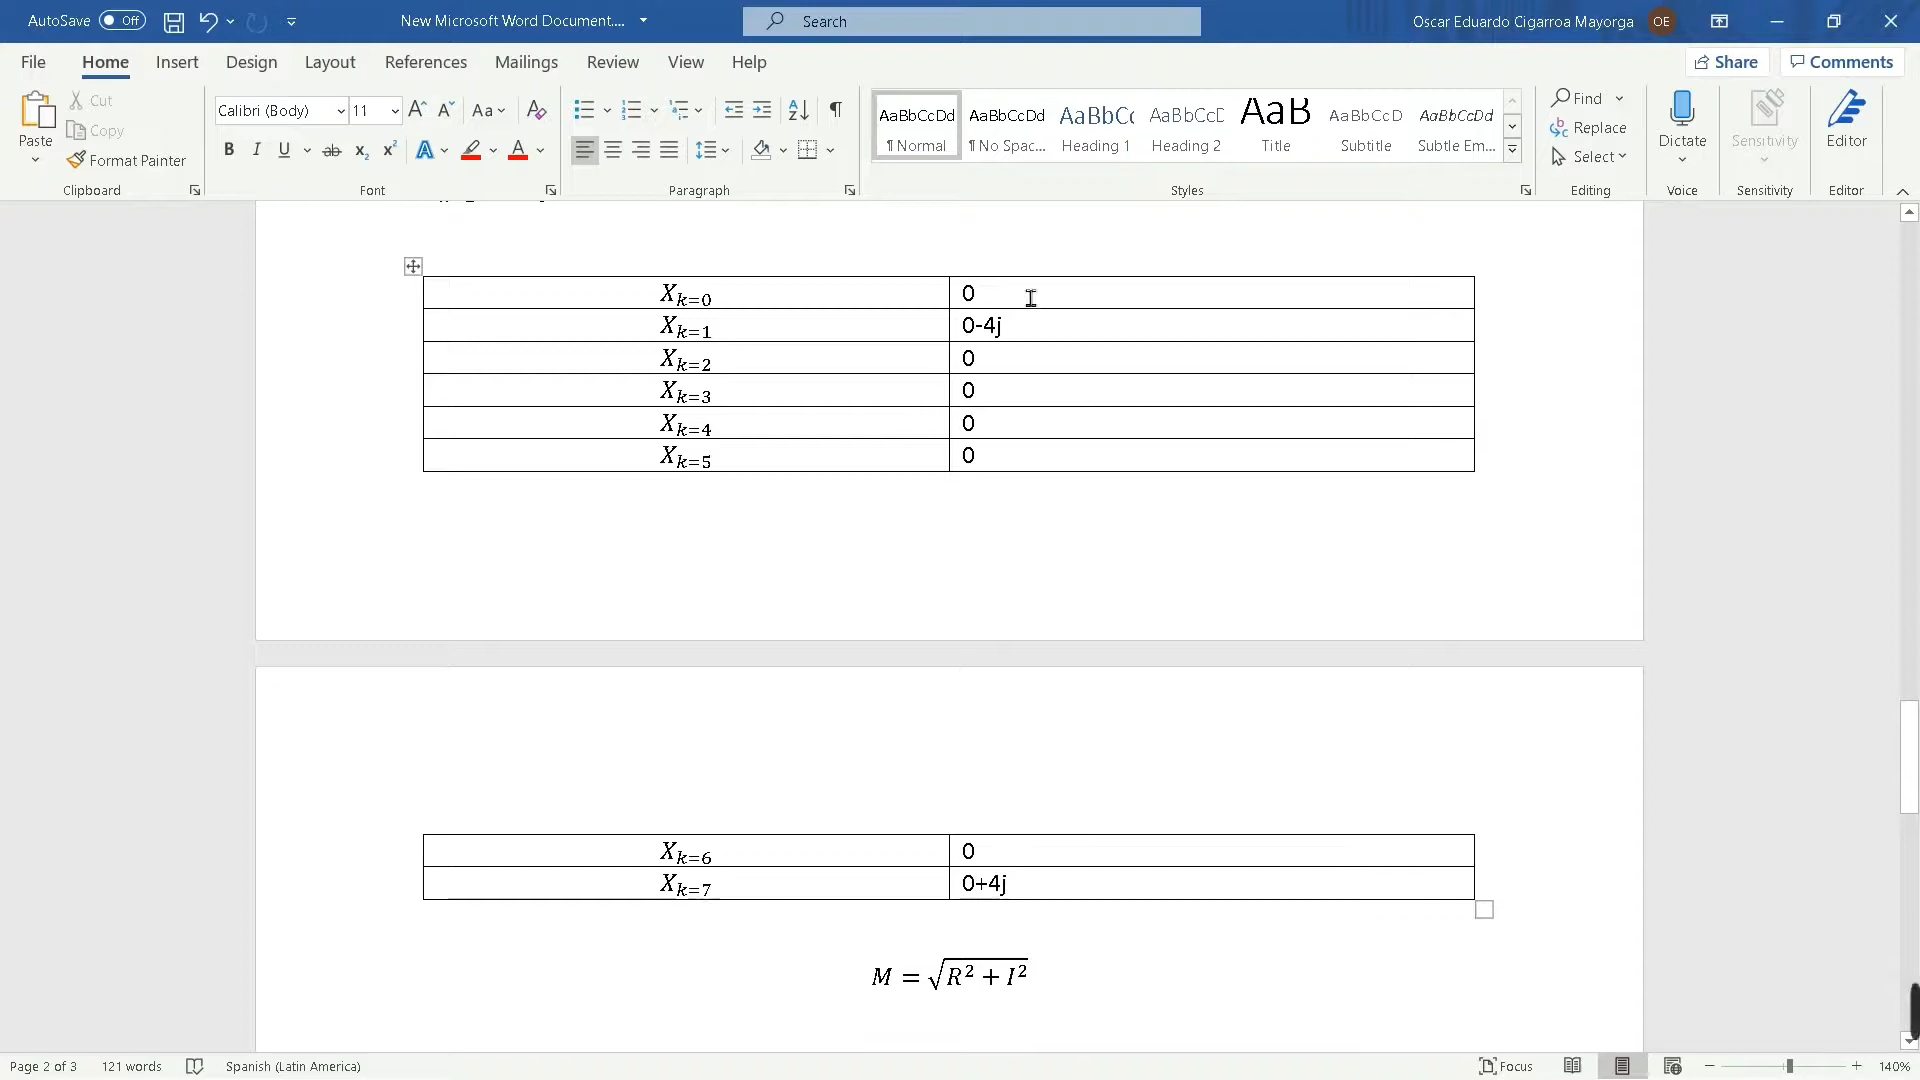 AutoSave Off New Microsoft Word Document.... Search Oscar Eduardo Cigarroa Mayorga OE
File Home Insert Design Layout References Mailings Review View Help Share Comments
Paste Cut Copy Format Painter
Clipboard
Calibri (Body) 11 Aa
B I U ab x₂ x² A A
Font
Paragraph
AaBbCcDd AaBbCcDd AaBbCc AaBbCcD AaB AaBbCcD AaBbCcDd
¶ Normal ¶ No Spac... Heading 1 Heading 2 Title Subtitle Subtle Em...
Styles
Find
Replace
Select
Editing
Dictate
Voice
Sensitivity
Sensitivity
Editor
Editor
X_{k=0} 0
X_{k=1} 0-4j
X_{k=2} 0
X_{k=3} 0
X_{k=4} 0
X_{k=5} 0
X_{k=6} 0
X_{k=7} 0+4j
M = √(R² + I²)
Page 2 of 3 121 words Spanish (Latin America) Focus 140%